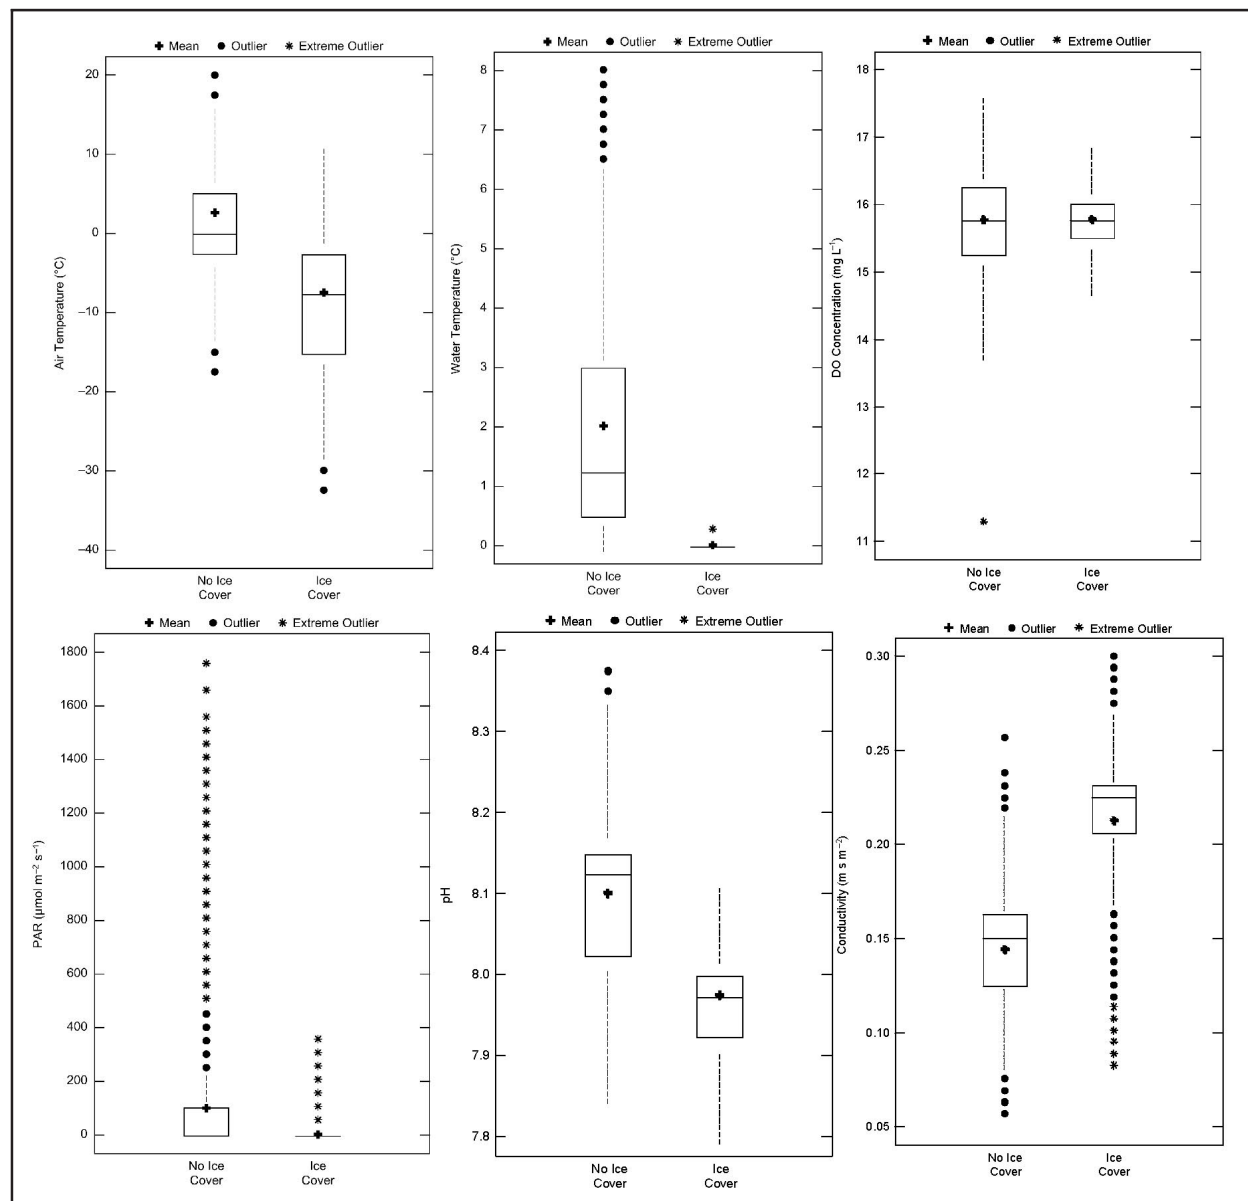 Mean Outlier Extreme Outlier
20
10
0
−10
−20
−30
−40
Air Temperature (°C)
No Ice Cover
Ice Cover
Mean Outlier Extreme Outlier
8
7
6
5
4
3
2
1
0
Water Temperature (°C)
No Ice Cover
Ice Cover
Mean Outlier Extreme Outlier
18
17
16
15
14
13
12
11
DO Concentration (mg L⁻¹)
No Ice Cover
Ice Cover
Mean Outlier Extreme Outlier
1800
1600
1400
1200
1000
800
600
400
200
0
PAR (µmol m⁻² s⁻¹)
No Ice Cover
Ice Cover
Mean Outlier Extreme Outlier
8.4
8.3
8.2
8.1
8.0
7.9
7.8
pH
No Ice Cover
Ice Cover
Mean Outlier Extreme Outlier
0.30
0.25
0.20
0.15
0.10
0.05
Conductivity (m s m⁻²)
No Ice Cover
Ice Cover